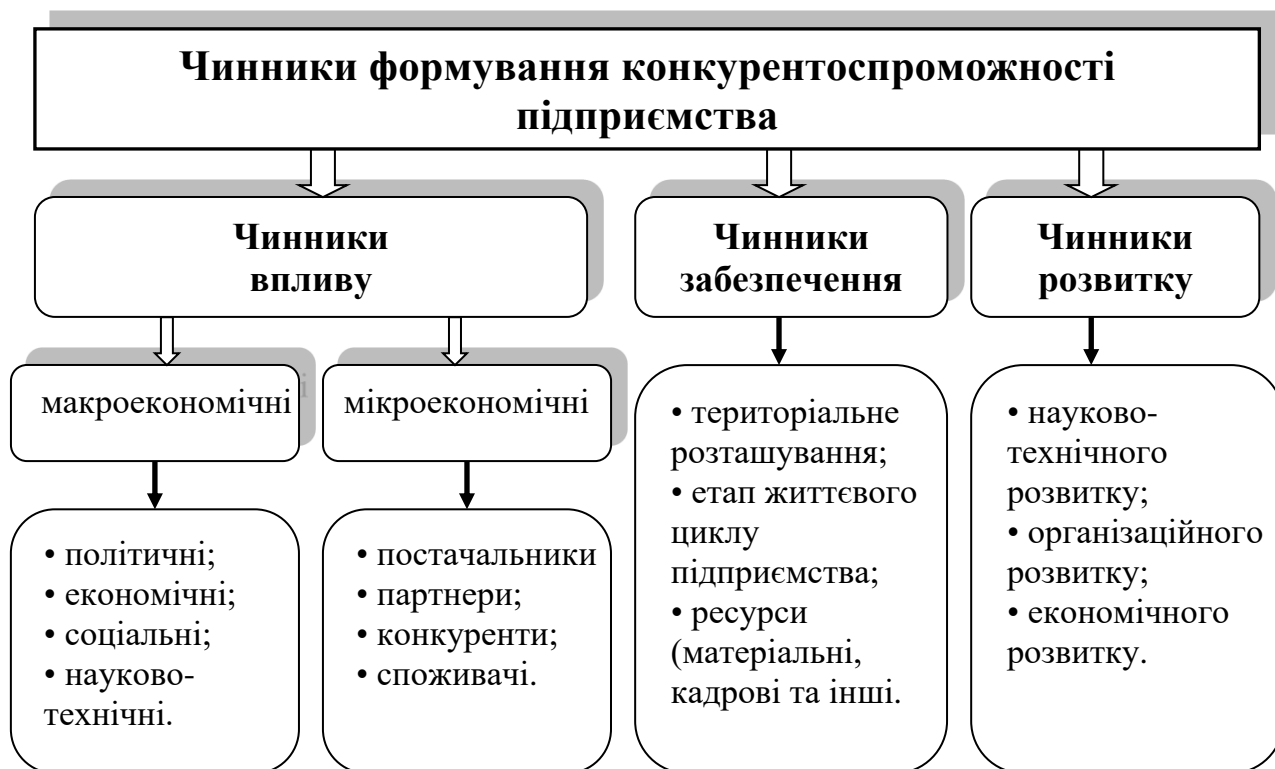 Чинники формування конкурентоспроможності
підприємства
Чинники
впливу
Чинники
забезпечення
Чинники
розвитку
макроекономічні
мікроекономічні
• політичні;
• економічні;
• соціальні;
• науково-
технічні.
• постачальники
• партнери;
• конкуренти;
• споживачі.
• територіальне
розташування;
• етап життєвого
циклу
підприємства;
• ресурси
(матеріальні,
кадрові та інші.
• науково-
технічного
розвитку;
• організаційного
розвитку;
• економічного
розвитку.